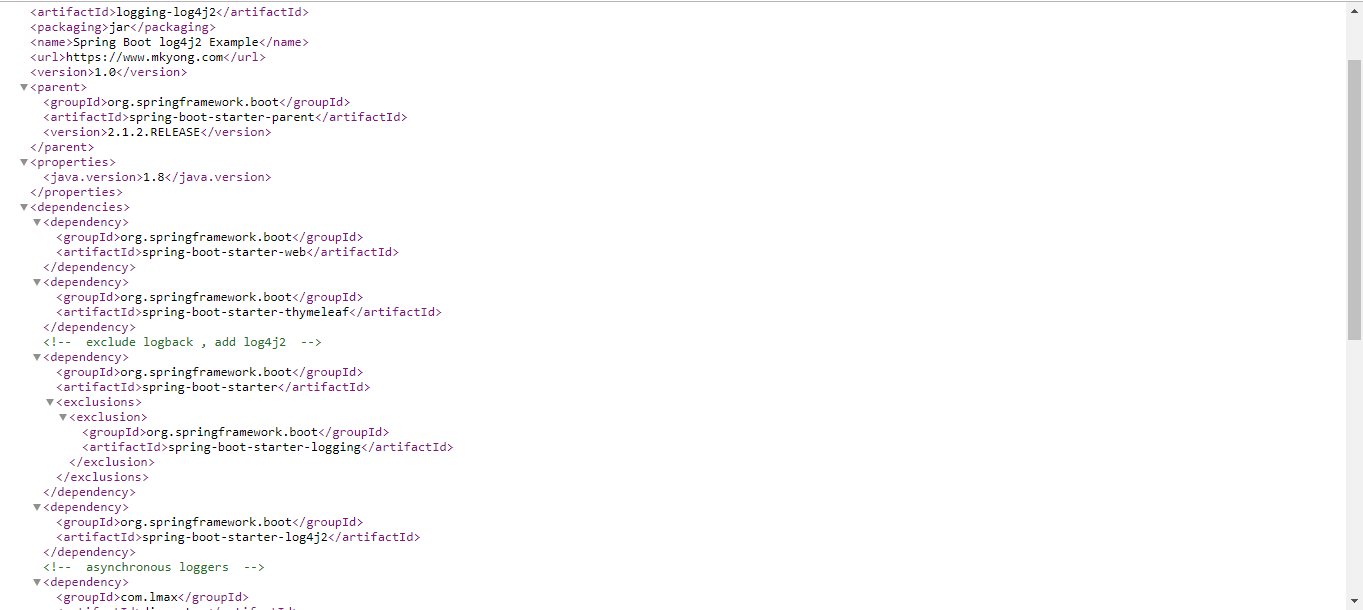 <artifactId>logging-log4j2</artifactId>
<packaging>jar</packaging>
<name>Spring Boot log4j2 Example</name>
<url>https://www.mkyong.com</url>
<version>1.0</version>
▼<parent>
<groupId>org.springframework.boot</groupId>
<artifactId>spring-boot-starter-parent</artifactId>
<version>2.1.2.RELEASE</version>
</parent>
▼<properties>
<java.version>1.8</java.version>
</properties>
▼<dependencies>
▼<dependency>
<groupId>org.springframework.boot</groupId>
<artifactId>spring-boot-starter-web</artifactId>
</dependency>
▼<dependency>
<groupId>org.springframework.boot</groupId>
<artifactId>spring-boot-starter-thymeleaf</artifactId>
</dependency>
<!--  exclude logback , add log4j2  -->
▼<dependency>
<groupId>org.springframework.boot</groupId>
<artifactId>spring-boot-starter</artifactId>
▼<exclusions>
▼<exclusion>
<groupId>org.springframework.boot</groupId>
<artifactId>spring-boot-starter-logging</artifactId>
</exclusion>
</exclusions>
</dependency>
▼<dependency>
<groupId>org.springframework.boot</groupId>
<artifactId>spring-boot-starter-log4j2</artifactId>
</dependency>
<!--  asynchronous loggers  -->
▼<dependency>
<groupId>com.lmax</groupId>